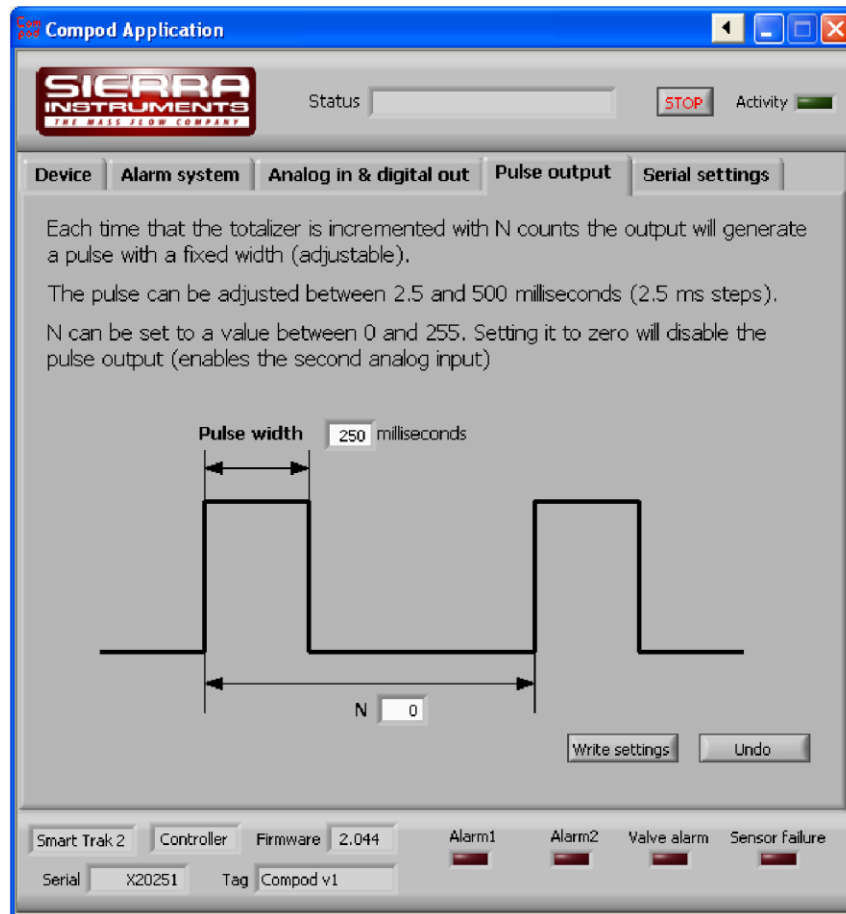 Compod Application
SIERRA
INSTRUMENTS
THE MASS FLOW COMPANY
Status
STOP
Activity
Device
Alarm system
Analog in & digital out
Pulse output
Serial settings
Each time that the totalizer is incremented with N counts the output will generate
a pulse with a fixed width (adjustable).
The pulse can be adjusted between 2.5 and 500 milliseconds (2.5 ms steps).
N can be set to a value between 0 and 255. Setting it to zero will disable the
pulse output (enables the second analog input)
Pulse width 250 milliseconds
N 0
Write settings
Undo
Smart Trak 2
Controller
Firmware 2.044
Alarm1
Alarm2
Valve alarm
Sensor failure
Serial X20251
Tag Compod v1